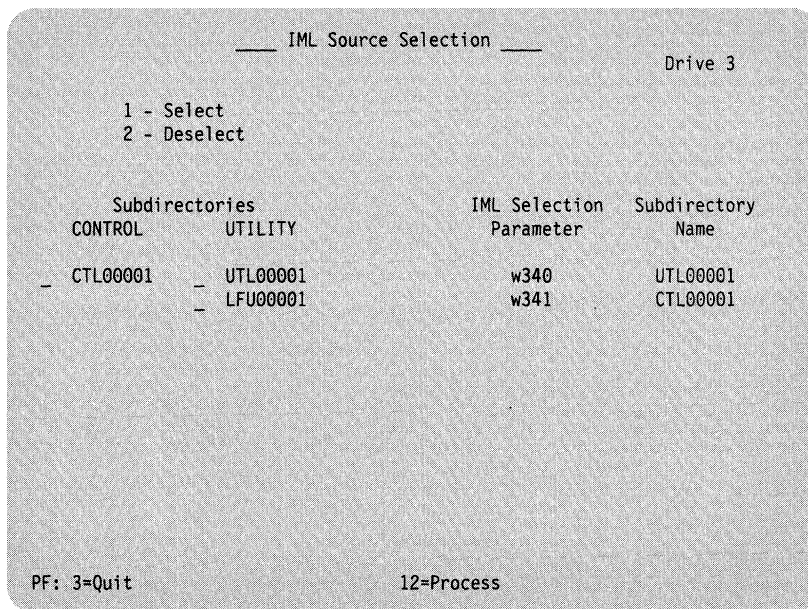 ____ IML Source Selection ____
Drive 3
1 - Select
2 - Deselect
Subdirectories IML Selection Subdirectory
CONTROL UTILITY Parameter Name
_ CTL00001 _ UTL00001 w340 UTL00001
_ LFU00001 w341 CTL00001
PF: 3=Quit 12=Process